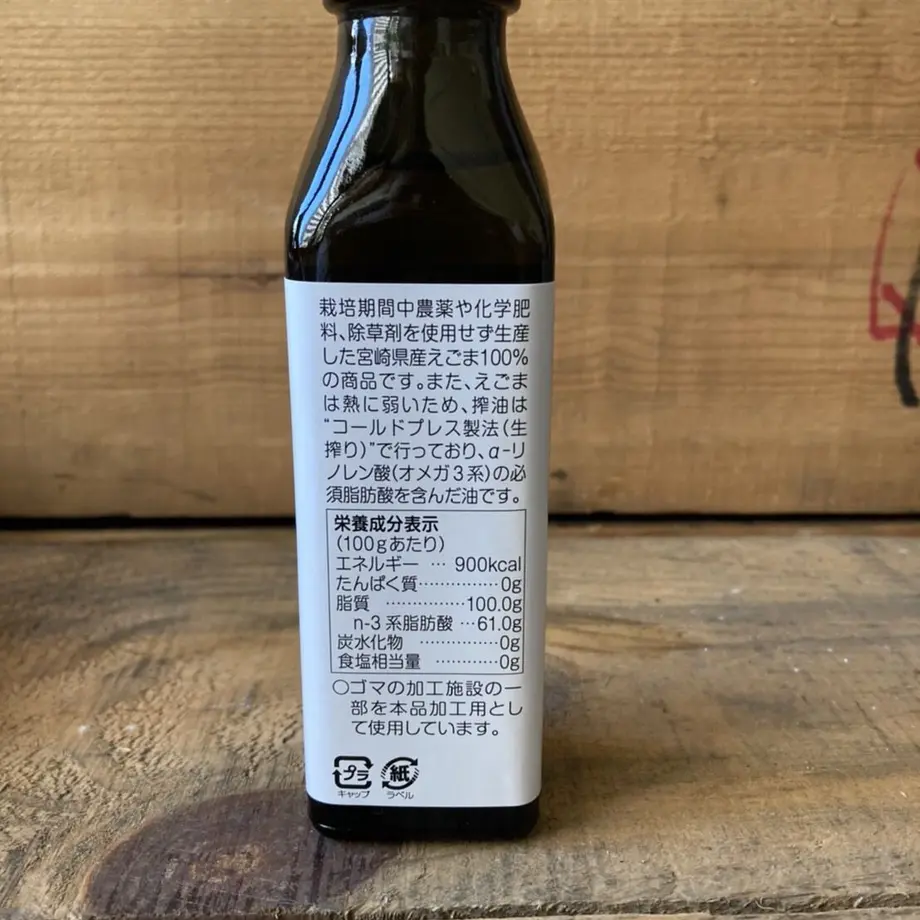 栽培期間中農薬や化学肥
料、除草剤を使用せず生産
した宮崎県産えごま100%
の商品です。また、えごま
は熱に弱いため、搾油は
“コールドプレス製法(生
搾り)”で行っており、α-リ
ノレン酸(オメガ3系)の必
須脂肪酸を含んだ油です。
栄養成分表示
(100gあたり)
エネルギー … 900kcal
たんぱく質……………0g
脂質 ……………100.0g
n-3系脂肪酸 …61.0g
炭水化物 ……………0g
食塩相当量 …………0g
○ゴマの加工施設の一
部を本品加工用とし
て使用しています。
プラ 紙
キャップ ラベル